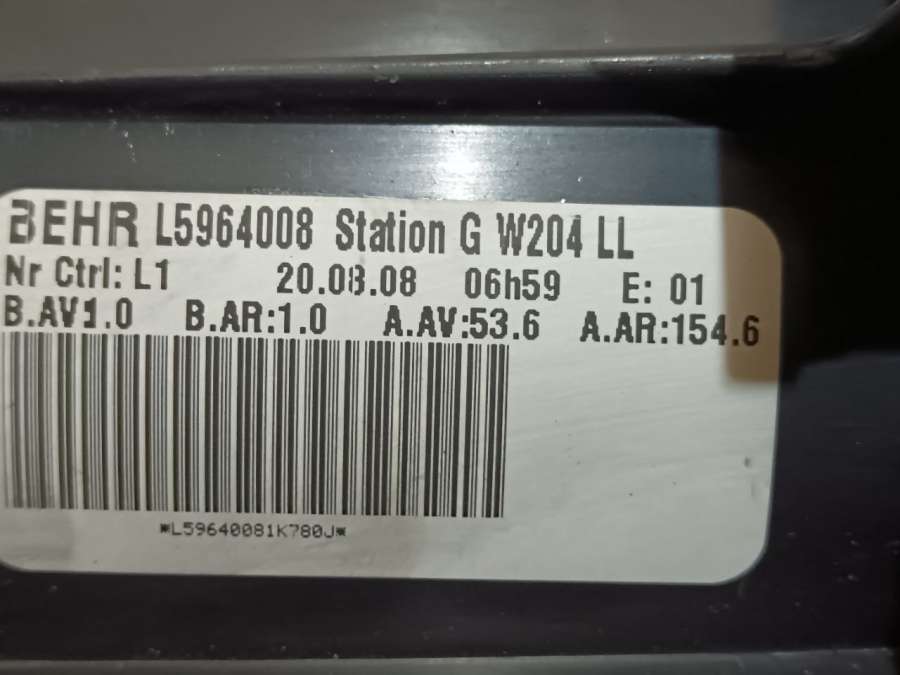 BEHR L5964008 Station G W204 LL
Nr Ctrl: L1 20.08.08 06h59 E: 01
B.AV1.0 B.AR:1.0 A.AV:53.6 A.AR:154.6
*L59640081K780J*